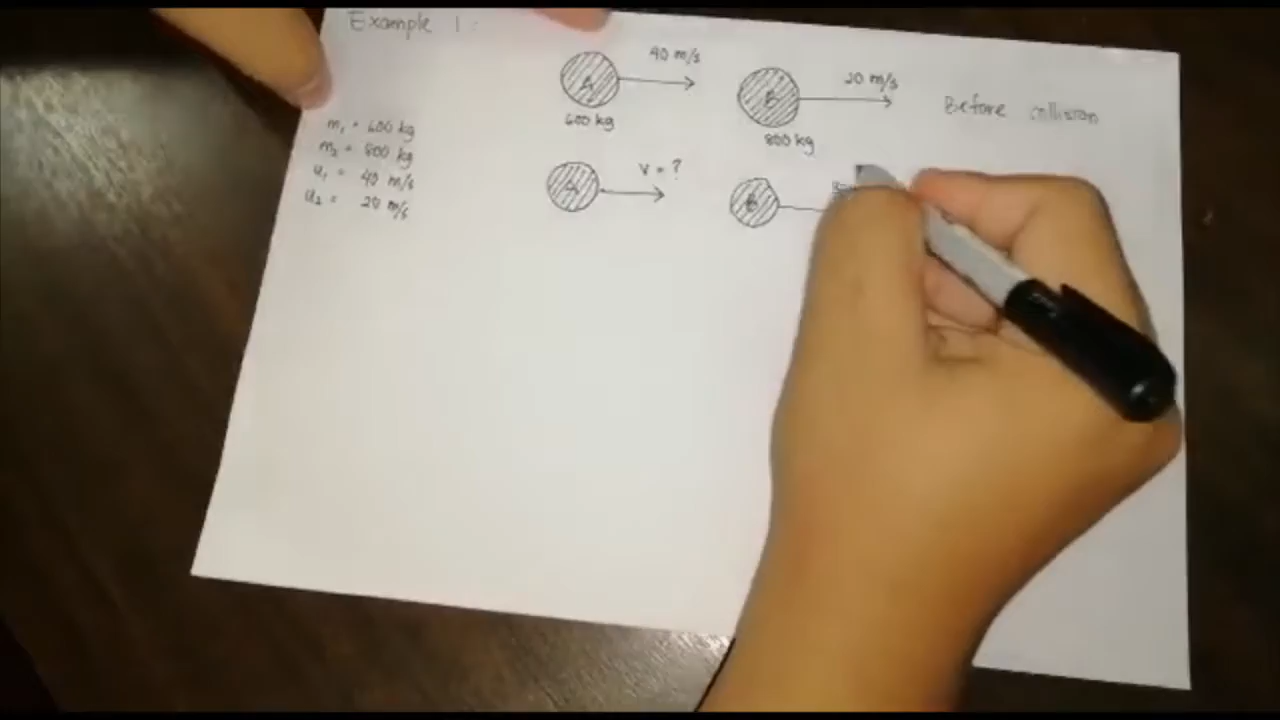 Example 1:
40 m/s
20 m/s
A
B
Before collision
600 kg
800 kg
m₁ = 600 kg
m₂ = 800 kg
u₁ = 40 m/s
u₂ = 20 m/s
v = ?
A
B